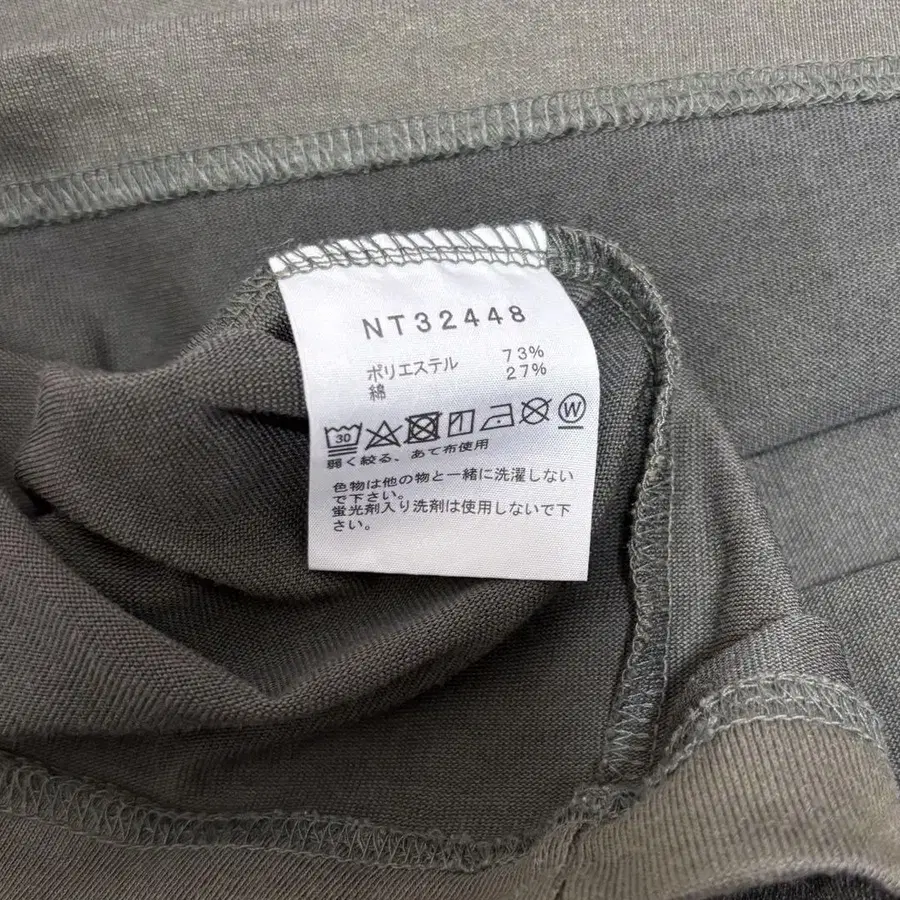 NT32448
ポリエステル 73%
綿 27%
30 W
弱く絞る、あて布使用
色物は他の物と一緒に洗濯しない
で下さい。
蛍光剤入り洗剤は使用しないで下
さい。